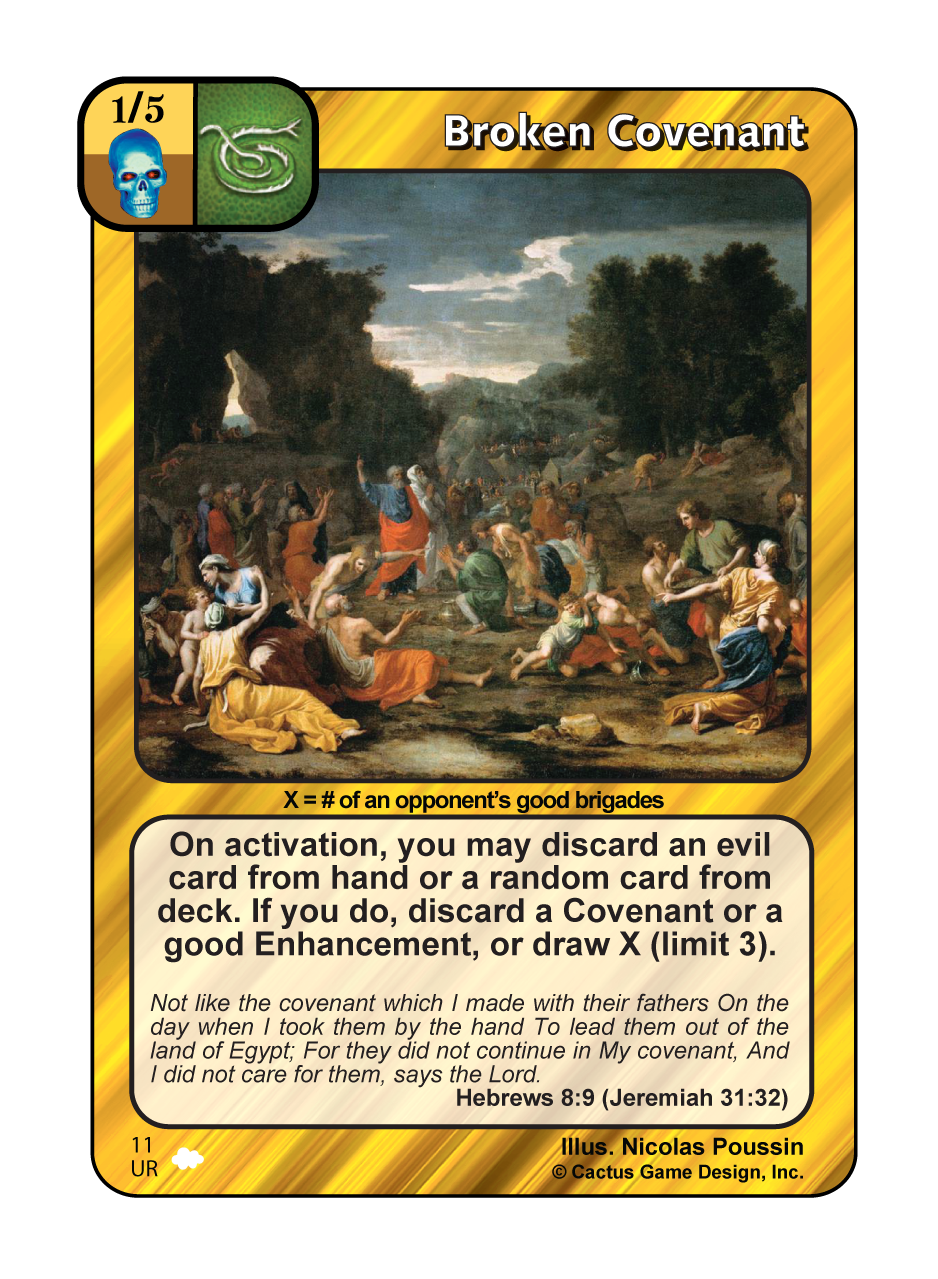 1/5
Broken Covenant
X = # of an opponent's good brigades
On activation, you may discard an evil
card from hand or a random card from
deck. If you do, discard a Covenant or a
good Enhancement, or draw X (limit 3).
Not like the covenant which I made with their fathers On the
day when I took them by the hand To lead them out of the
land of Egypt; For they did not continue in My covenant, And
I did not care for them, says the Lord.
Hebrews 8:9 (Jeremiah 31:32)
11
UR
Illus. Nicolas Poussin
© Cactus Game Design, Inc.